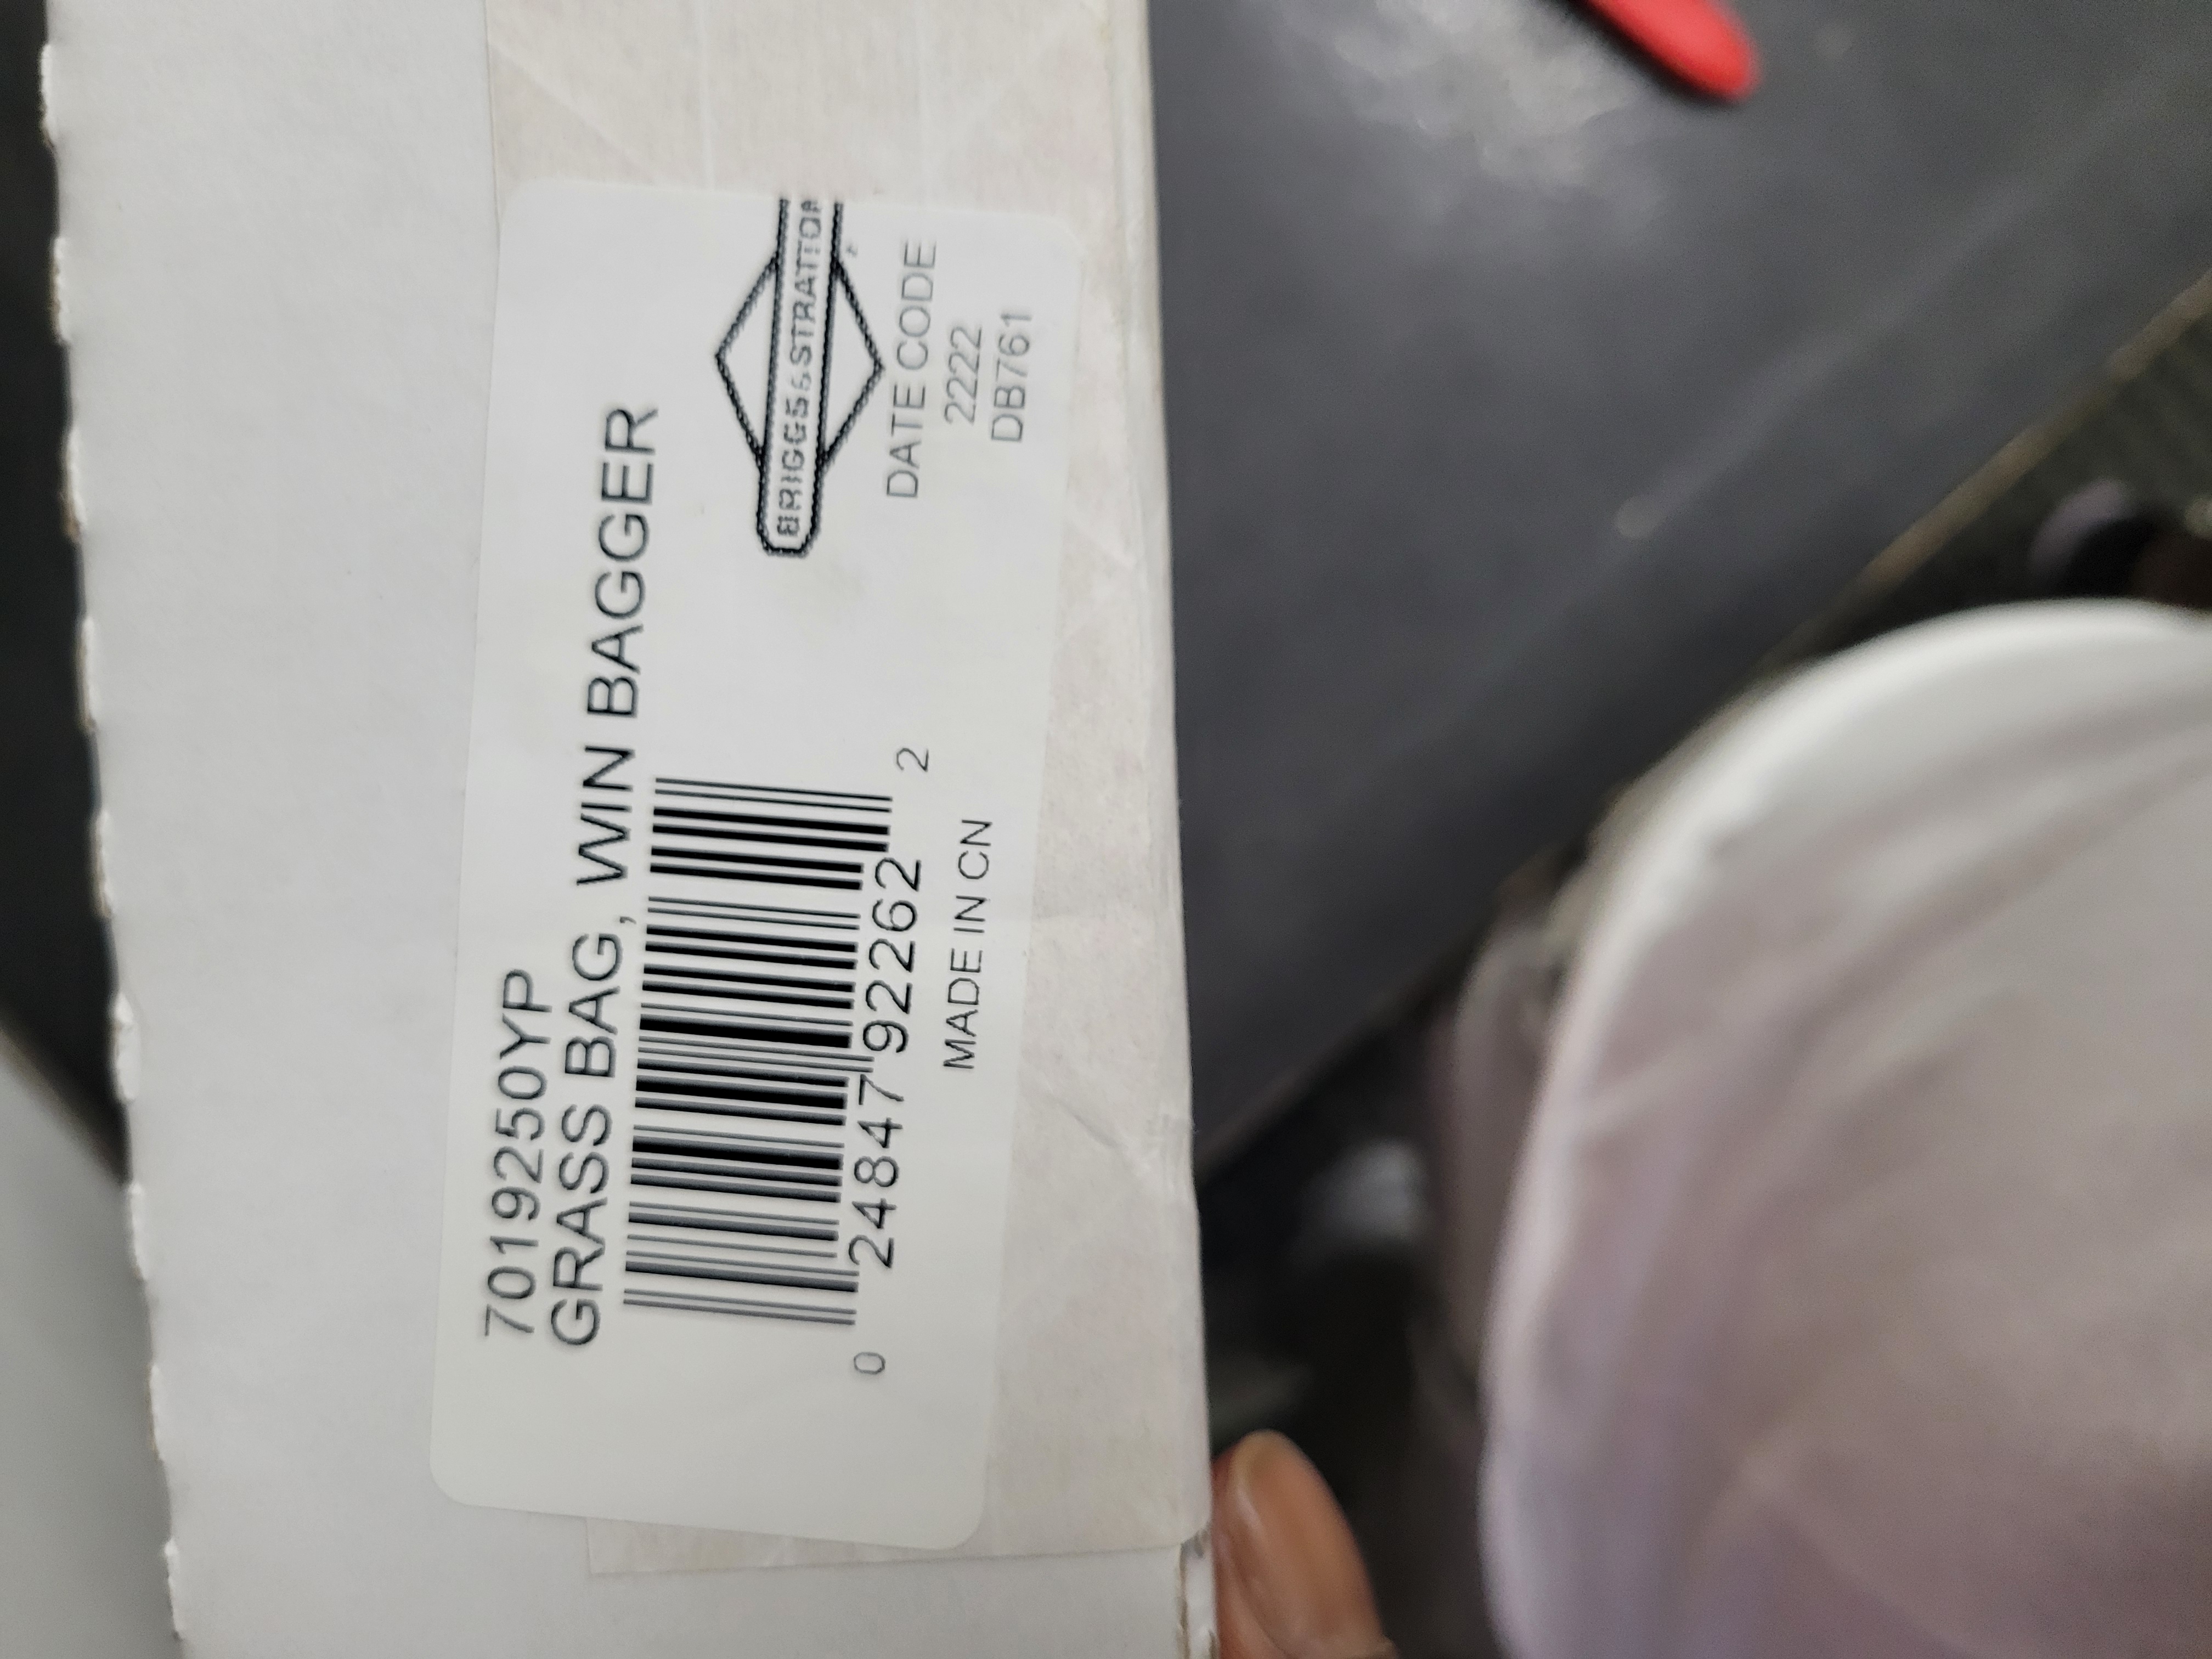 7019250YP
GRASS BAG, WIN BAGGER
0 24847 92262 2
MADE IN CN
BRIGGS & STRATTON
DATE CODE
2222
DB761